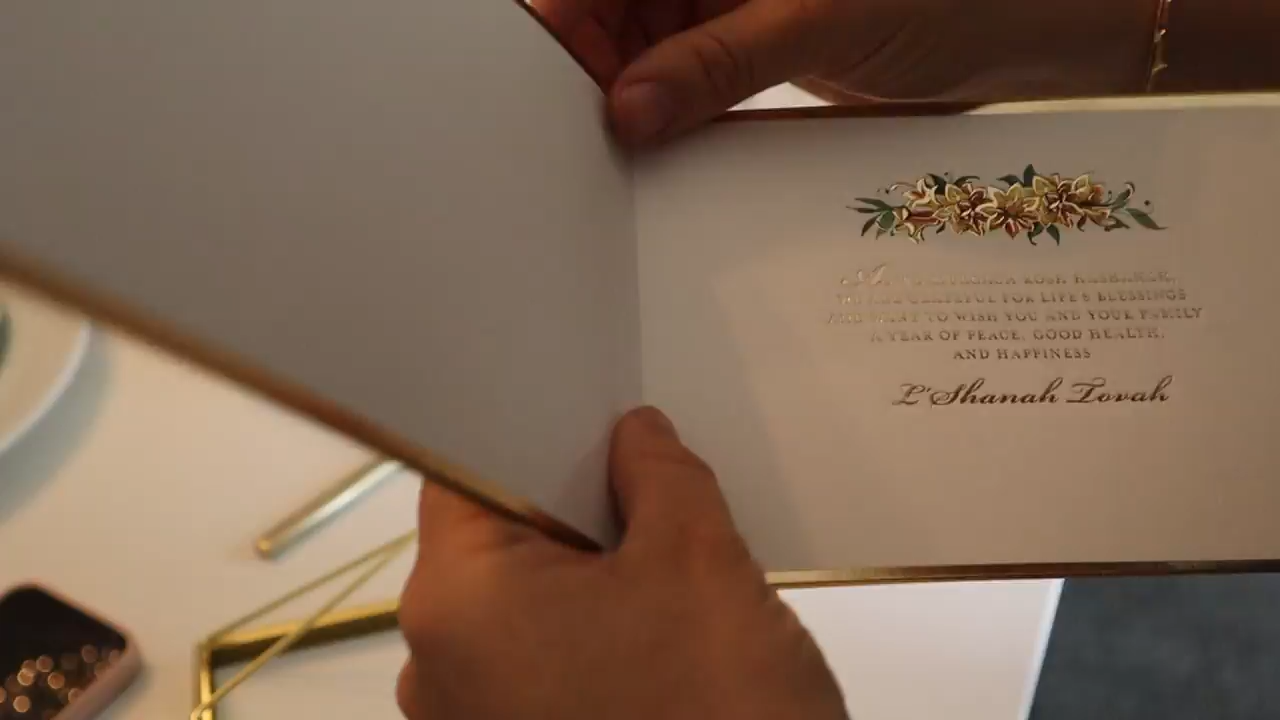 ROSH HASHANAH,
GRATEFUL FOR LIFE'S BLESSINGS
AND WANT TO WISH YOU AND YOUR FAMILY
A YEAR OF PEACE, GOOD HEALTH,
AND HAPPINESS
L'Shanah Tovah